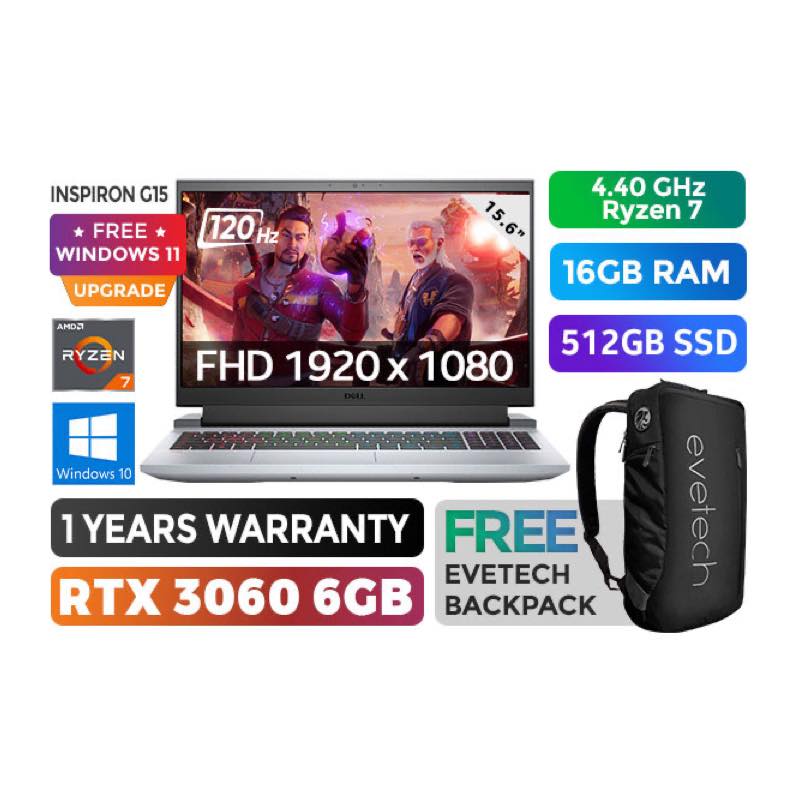 INSPIRON G15
★ FREE ★
WINDOWS 11
UPGRADE
AMD
RYZEN
7
Windows 10
120Hz
15.6"
FHD 1920 x 1080
DELL
4.40 GHz
Ryzen 7
16GB RAM
512GB SSD
1 YEARS WARRANTY
RTX 3060 6GB
FREE
EVETECH
BACKPACK
evetech